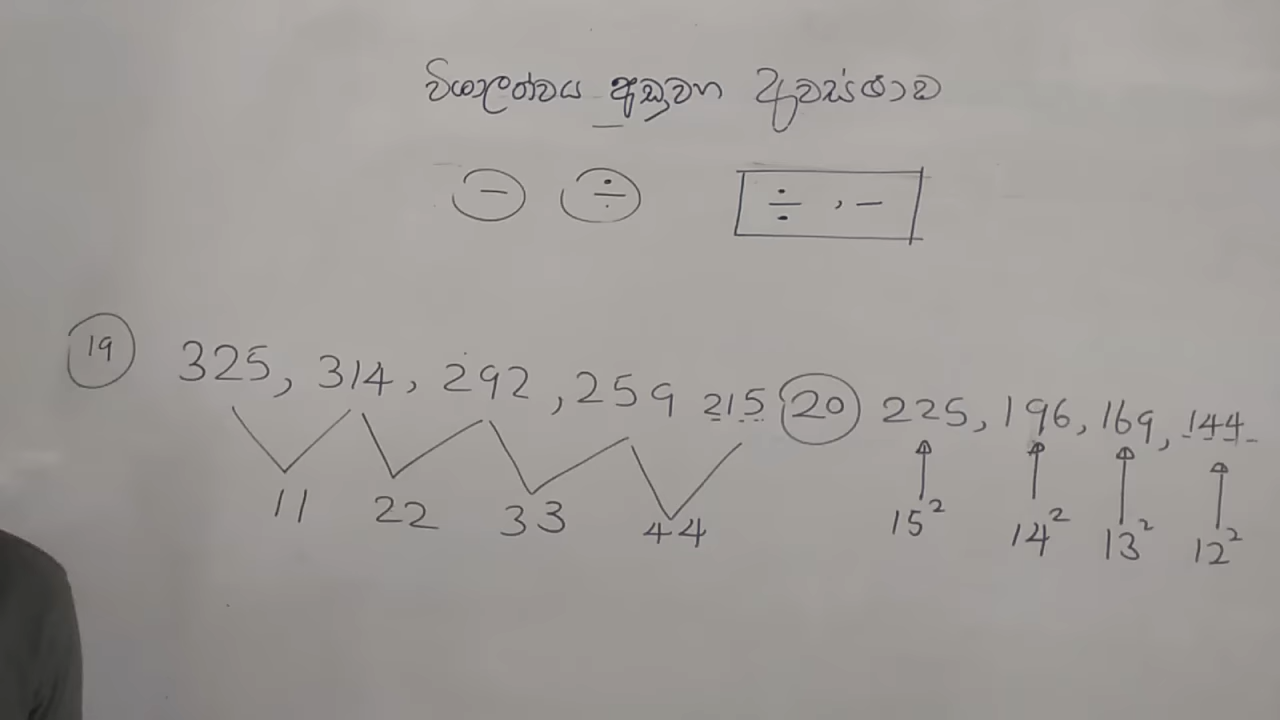 විශාලත්වය අඩුවන අවස්ථාව
− ÷ ÷ , −
19 325, 314, 292, 259 215 20 225, 196, 169, 144
11 22 33 44 15² 14² 13² 12²